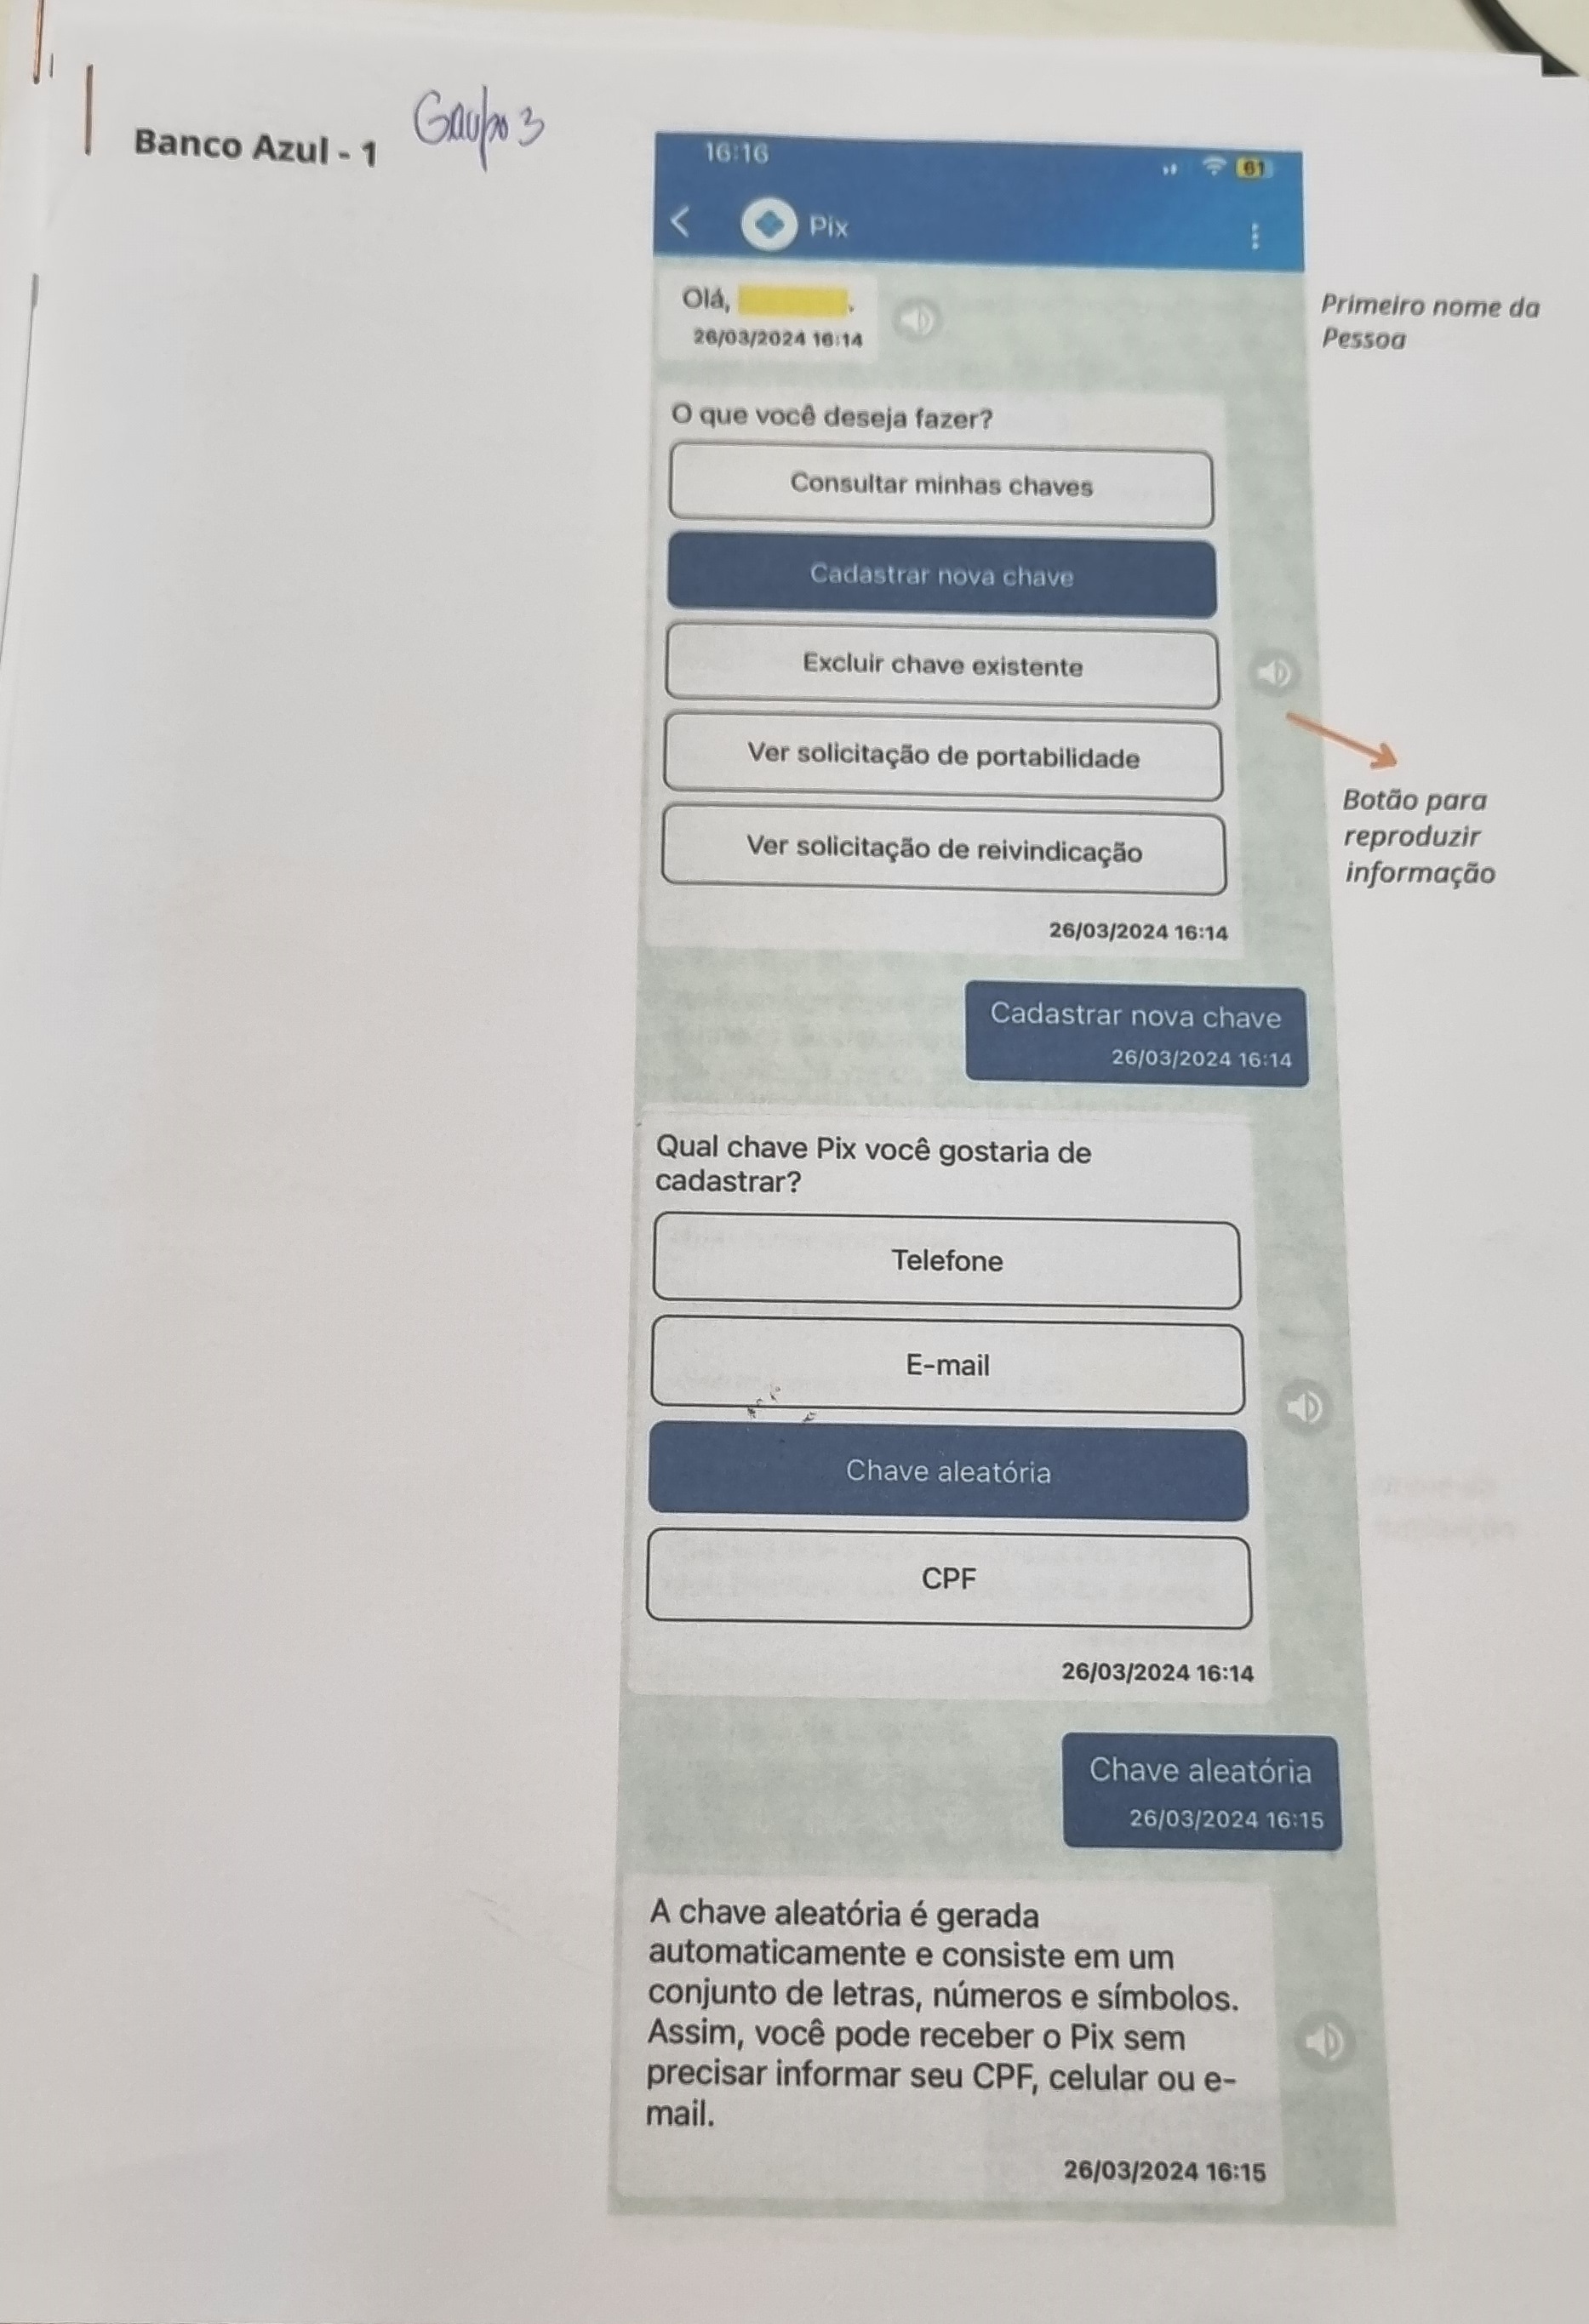 Banco Azul - 1
Grupo 3
16:16
61
Pix
Olá,        .
26/03/2024 16:14
Primeiro nome da
Pessoa
O que você deseja fazer?
Consultar minhas chaves
Cadastrar nova chave
Excluir chave existente
Ver solicitação de portabilidade
Ver solicitação de reivindicação
26/03/2024 16:14
Botão para
reproduzir
informação
Cadastrar nova chave
26/03/2024 16:14
Qual chave Pix você gostaria de
cadastrar?
Telefone
E-mail
Chave aleatória
CPF
26/03/2024 16:14
Chave aleatória
26/03/2024 16:15
A chave aleatória é gerada
automaticamente e consiste em um
conjunto de letras, números e símbolos.
Assim, você pode receber o Pix sem
precisar informar seu CPF, celular ou e-
mail.
26/03/2024 16:15